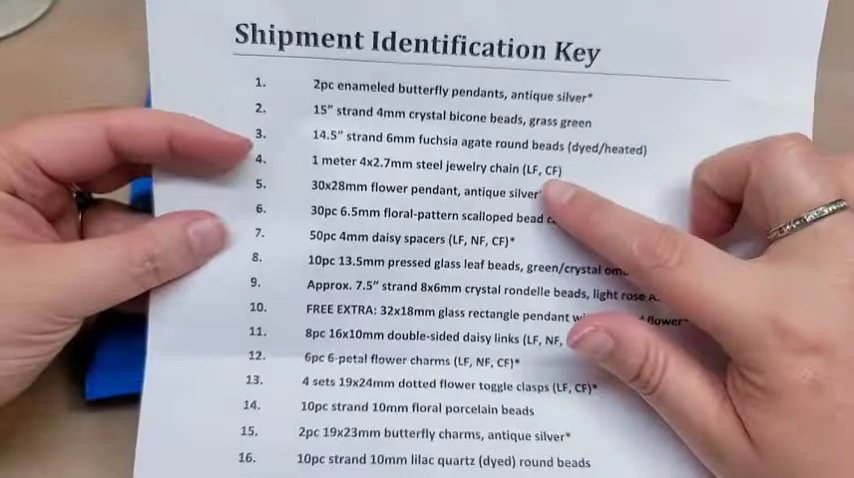 Shipment Identification Key
1. 2pc enameled butterfly pendants, antique silver*
2. 15" strand 4mm crystal bicone beads, grass green
3. 14.5" strand 6mm fuchsia agate round beads (dyed/heated)
4. 1 meter 4x2.7mm steel jewelry chain (LF, CF)
5. 30x28mm flower pendant, antique silver*
6. 30pc 6.5mm floral-pattern scalloped bead
7. 50pc 4mm daisy spacers (LF, NF, CF)*
8. 10pc 13.5mm pressed glass leaf beads, green/crystal
9. Approx. 7.5" strand 8x6mm crystal rondelle beads, light rose
10. FREE EXTRA: 32x18mm glass rectangle pendant flower*
11. 8pc 16x10mm double-sided daisy links (LF, NF,
12. 6pc 6-petal flower charms (LF, NF, CF)*
13. 4 sets 19x24mm dotted flower toggle clasps (LF, CF)*
14. 10pc strand 10mm floral porcelain beads
15. 2pc 19x23mm butterfly charms, antique silver*
16. 10pc strand 10mm lilac quartz (dyed) round beads